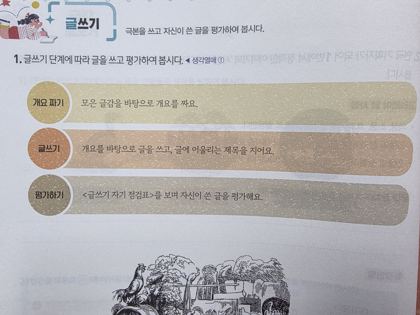 글쓰기
극본을 쓰고 자신이 쓴 글을 평가하여 봅시다.
1. 글쓰기 단계에 따라 글을 쓰고 평가하여 봅시다. ◀ 생각열매 ①
개요 짜기
모은 글감을 바탕으로 개요를 짜요.
글쓰기
개요를 바탕으로 글을 쓰고, 글에 어울리는 제목을 지어요.
평가하기
<글쓰기 자기 점검표>를 보며 자신이 쓴 글을 평가해요.